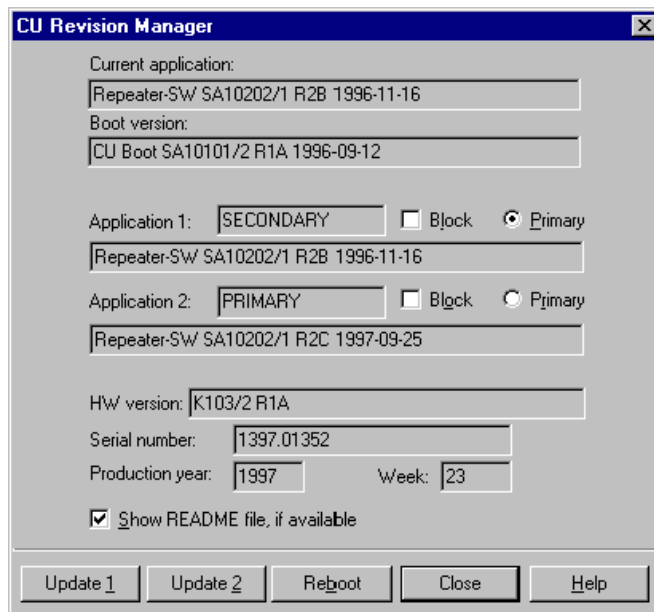 CU Revision Manager
Current application:
Repeater-SW SA10202/1 R2B 1996-11-16
Boot version:
CU Boot SA10101/2 R1A 1996-09-12
Application 1: SECONDARY Block Primary
Repeater-SW SA10202/1 R2B 1996-11-16
Application 2: PRIMARY Block Primary
Repeater-SW SA10202/1 R2C 1997-09-25
HW version: K103/2 R1A
Serial number: 1397.01352
Production year: 1997 Week: 23
Show README file, if available
Update 1 Update 2 Reboot Close Help